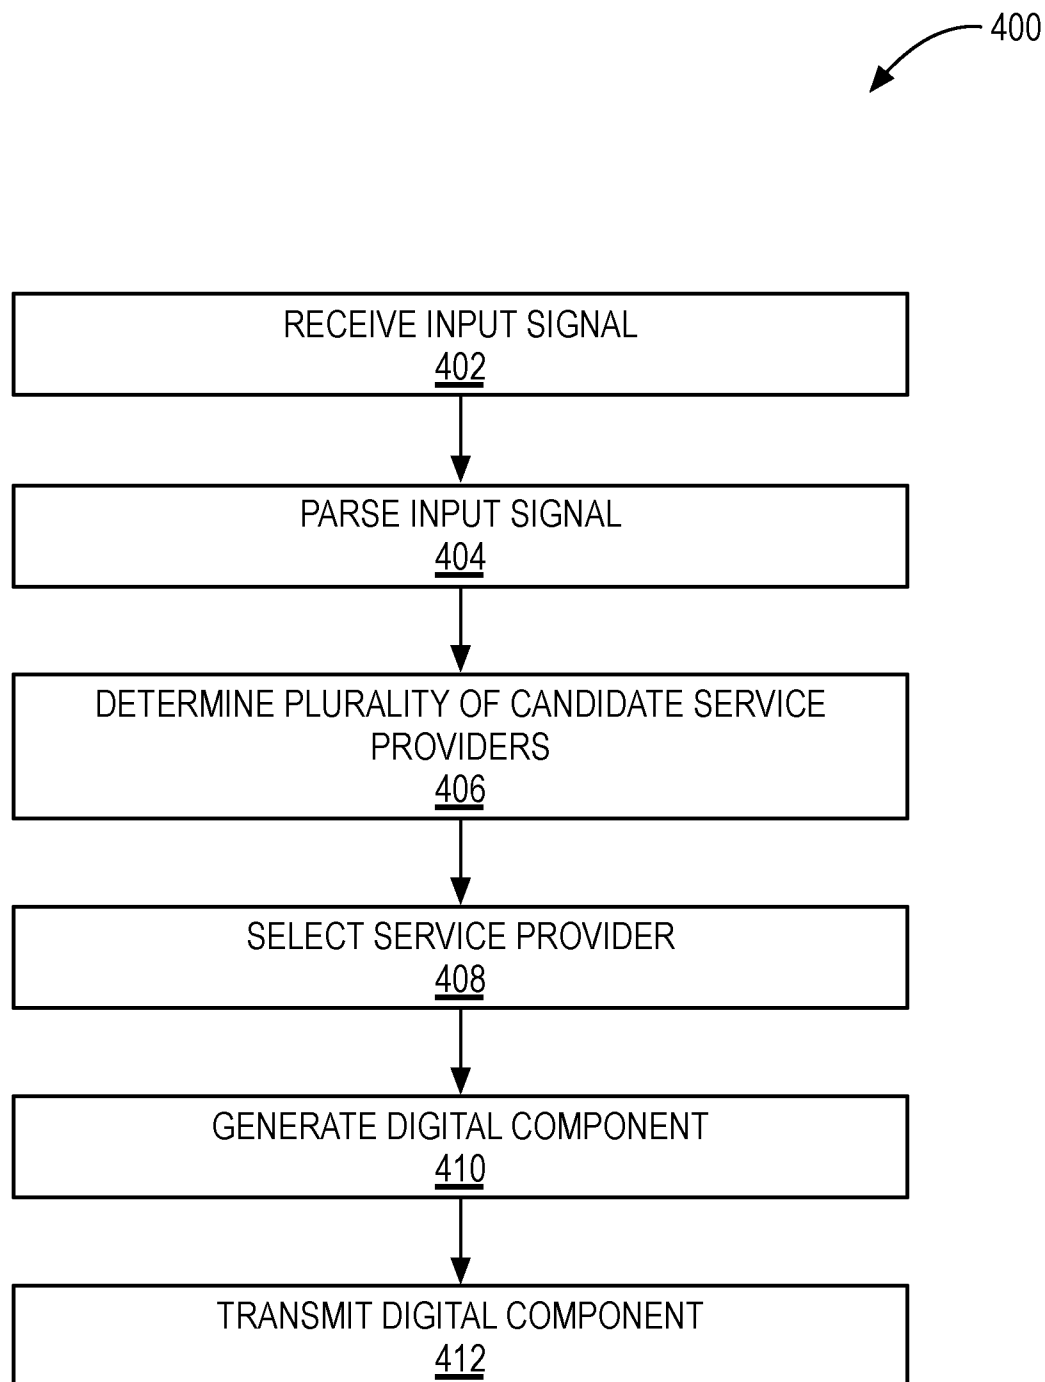 400
RECEIVE INPUT SIGNAL
402
PARSE INPUT SIGNAL
404
DETERMINE PLURALITY OF CANDIDATE SERVICE
PROVIDERS
406
SELECT SERVICE PROVIDER
408
GENERATE DIGITAL COMPONENT
410
TRANSMIT DIGITAL COMPONENT
412